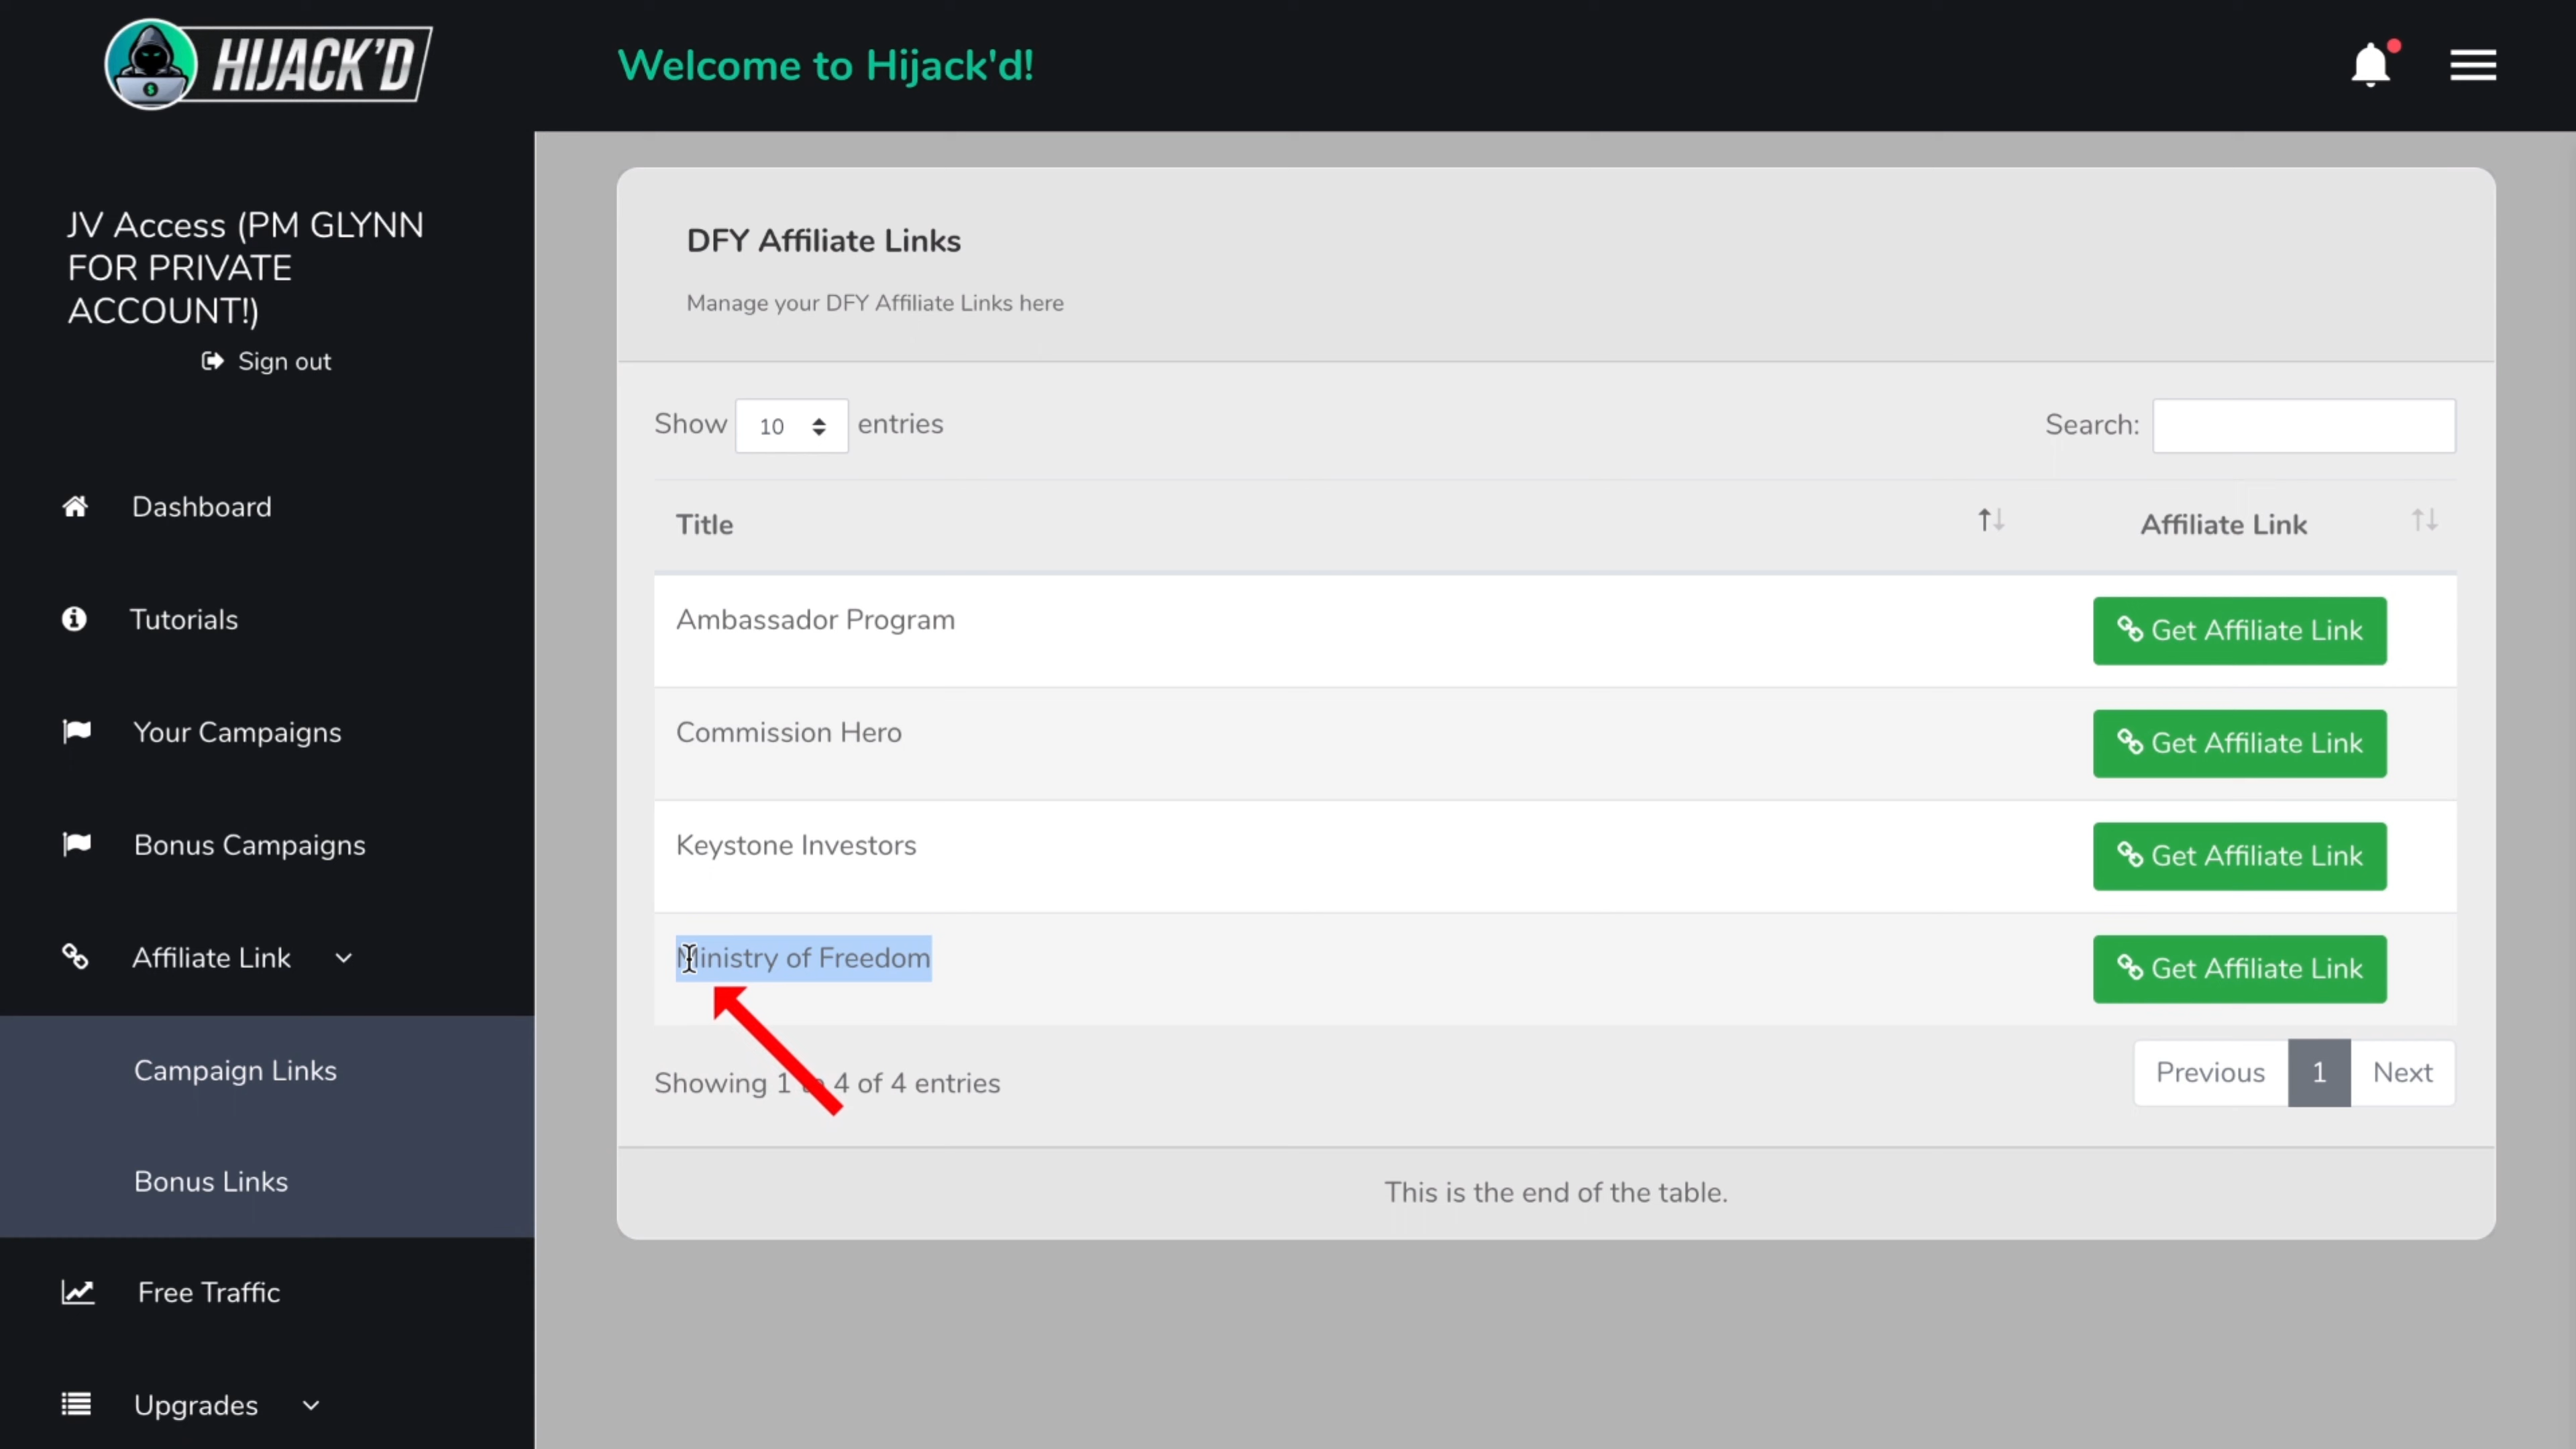 HIJACK'D
Welcome to Hijack'd!
JV Access (PM GLYNN
FOR PRIVATE
ACCOUNT!)
Sign out
Dashboard
Tutorials
Your Campaigns
Bonus Campaigns
Affiliate Link
Campaign Links
Bonus Links
Free Traffic
Upgrades
DFY Affiliate Links
Manage your DFY Affiliate Links here
Show 10 entries
Search:
Title
Affiliate Link
Ambassador Program
Get Affiliate Link
Commission Hero
Get Affiliate Link
Keystone Investors
Get Affiliate Link
Ministry of Freedom
Get Affiliate Link
Showing 1 to 4 of 4 entries
Previous 1 Next
This is the end of the table.